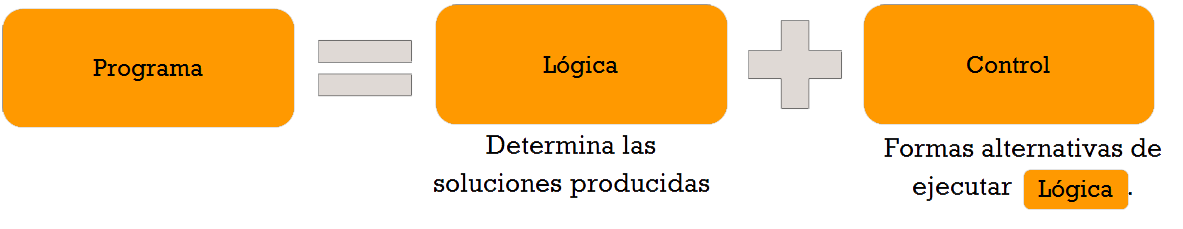 Programa
Lógica
Control
Determina las
soluciones producidas
Formas alternativas de
ejecutar Lógica.